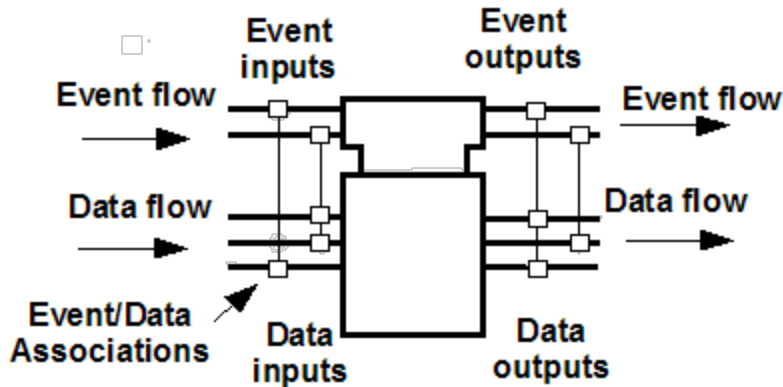 Event
inputs
Event
outputs
Event flow
Event flow
Data flow
Data flow
Event/Data
Associations
Data
inputs
Data
outputs